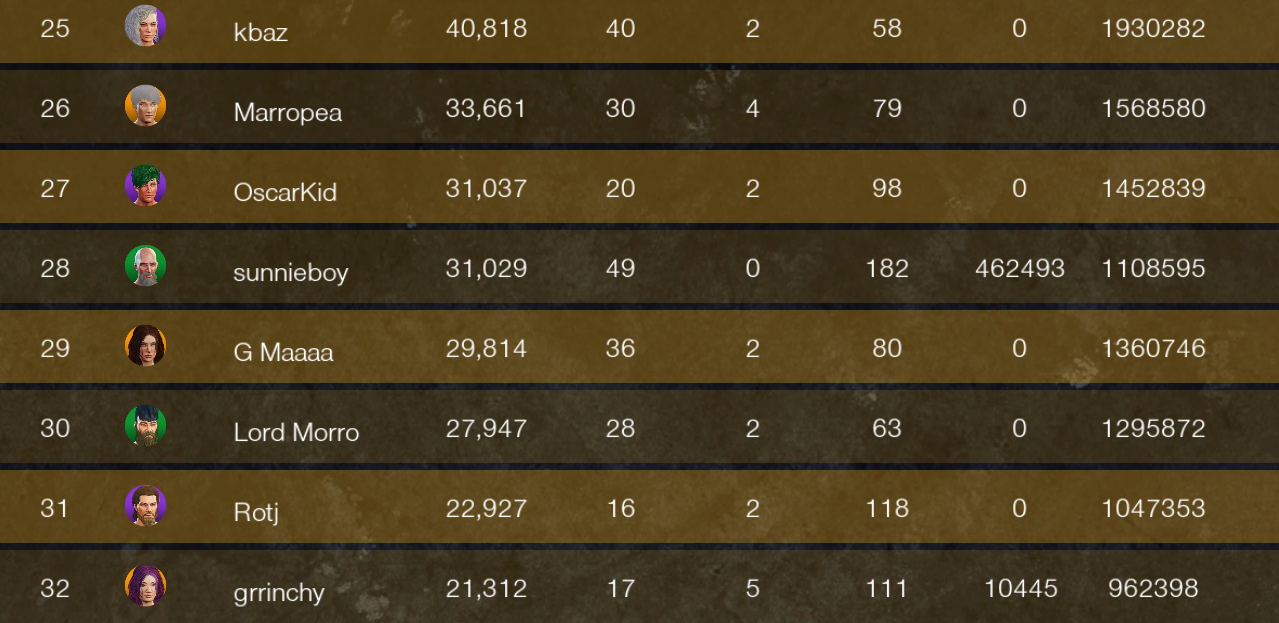 25 kbaz 40,818 40 2 58 0 1930282
26 Marropea 33,661 30 4 79 0 1568580
27 OscarKid 31,037 20 2 98 0 1452839
28 sunnieboy 31,029 49 0 182 462493 1108595
29 G Maaaa 29,814 36 2 80 0 1360746
30 Lord Morro 27,947 28 2 63 0 1295872
31 Rotj 22,927 16 2 118 0 1047353
32 grrinchy 21,312 17 5 111 10445 962398